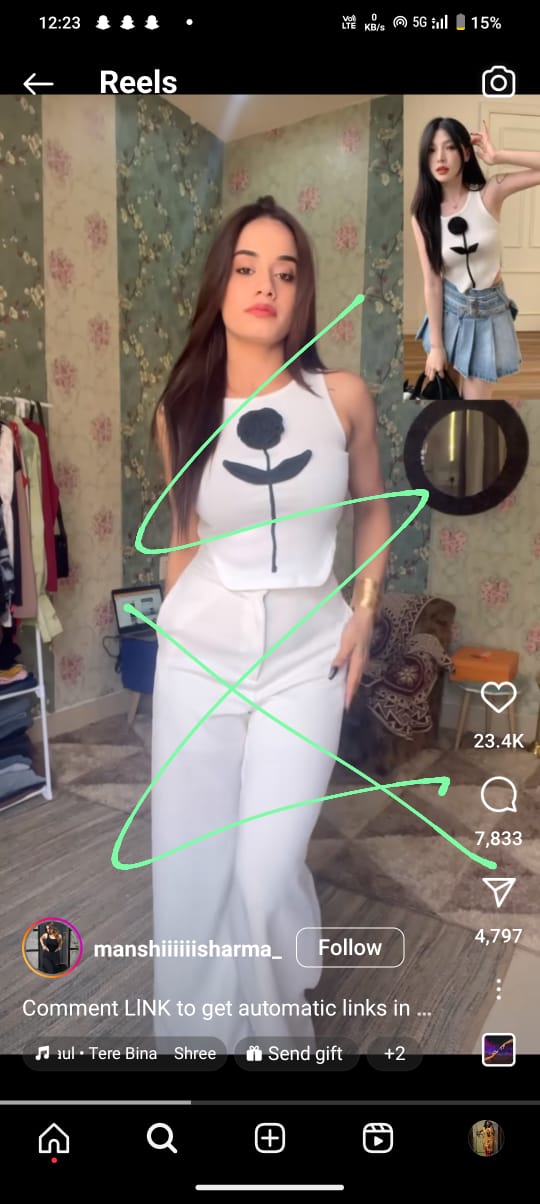 12:23
Vo))
LTE
0
KB/s
5G
15%
Reels
23.4K
7,833
4,797
manshiiiiiisharma_
Follow
Comment LINK to get automatic links in ...
aul • Tere Bina Shree
Send gift
+2